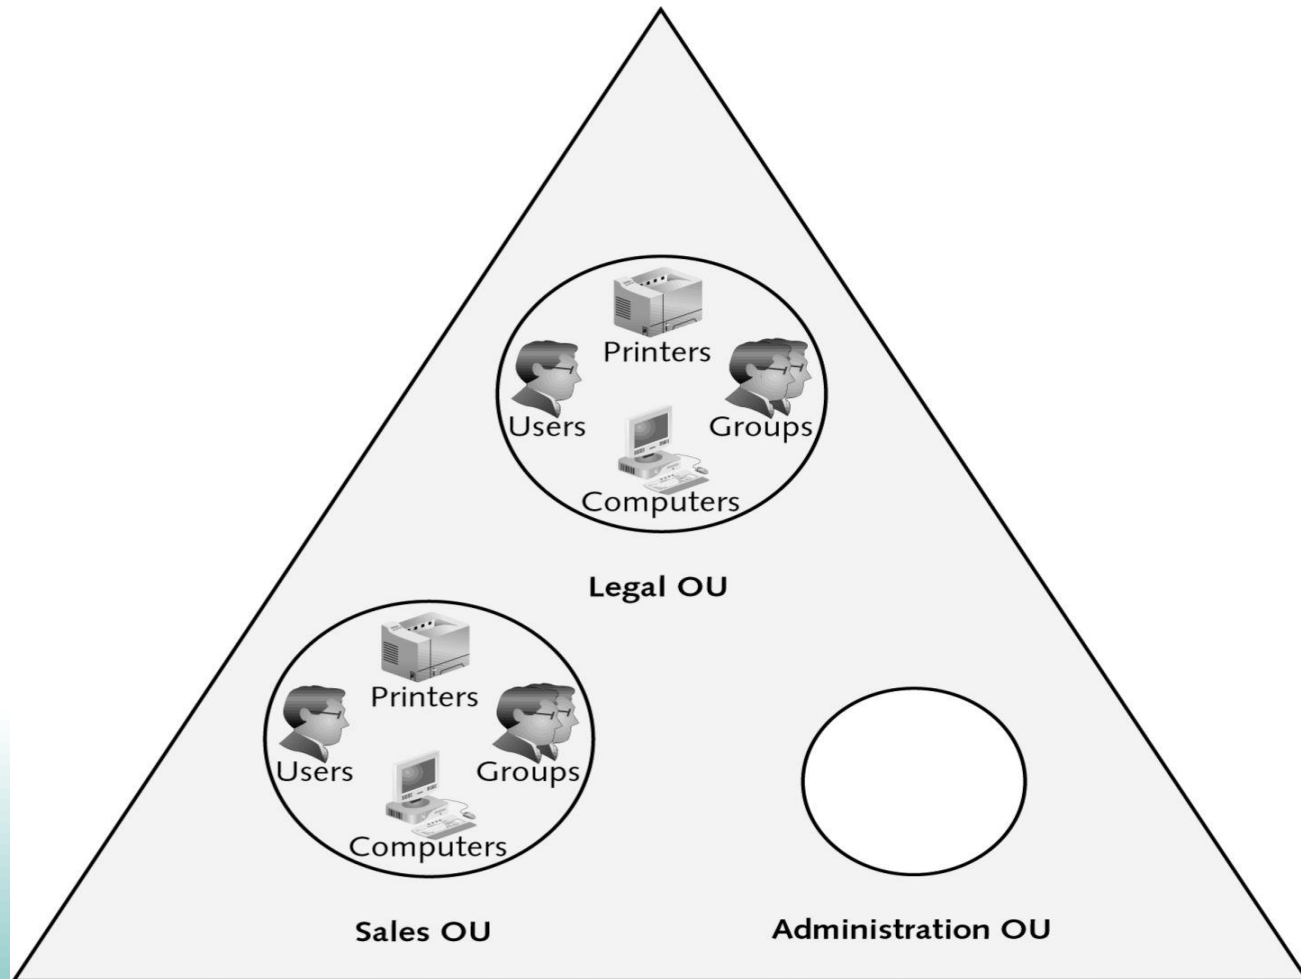 Printers
Users
Groups
Computers
Legal OU
Printers
Users
Groups
Computers
Sales OU
Administration OU